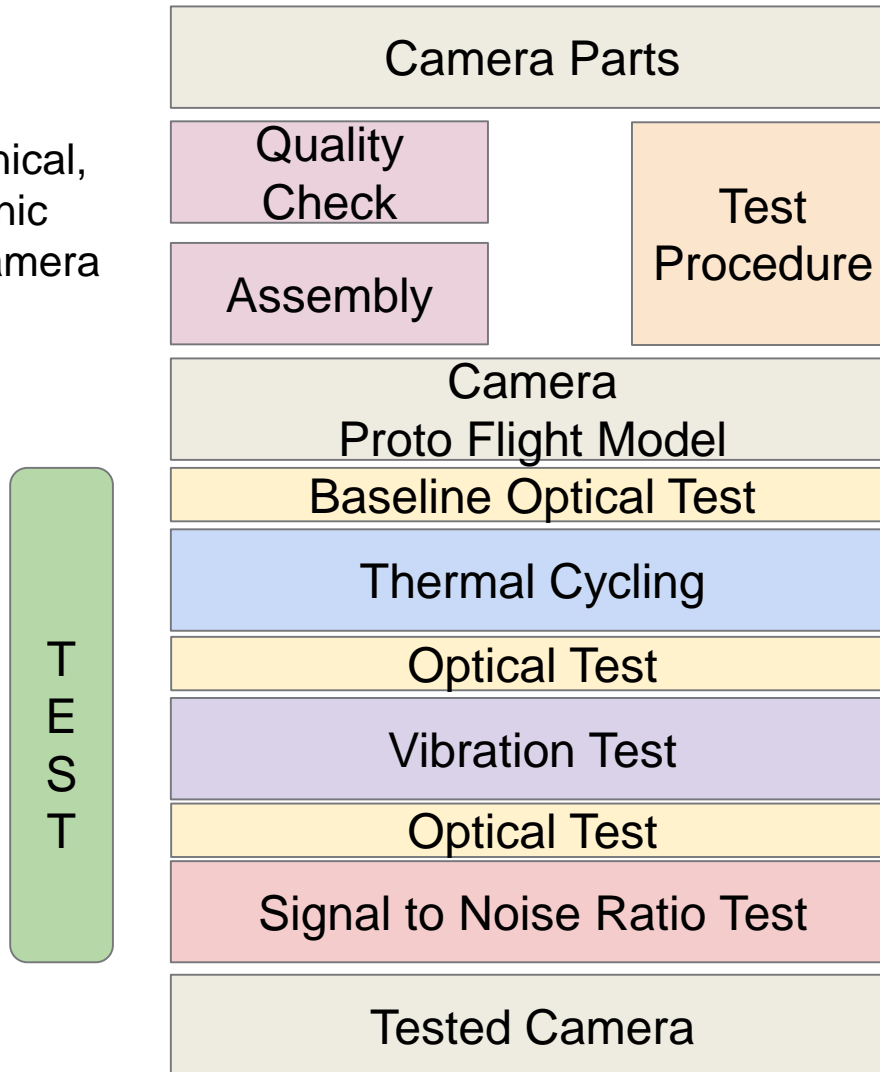 Camera Parts
Quality
Check
Assembly
Test
Procedure
Camera
Proto Flight Model
Baseline Optical Test
Thermal Cycling
Optical Test
Vibration Test
Optical Test
Signal to Noise Ratio Test
Tested Camera
T
E
S
T